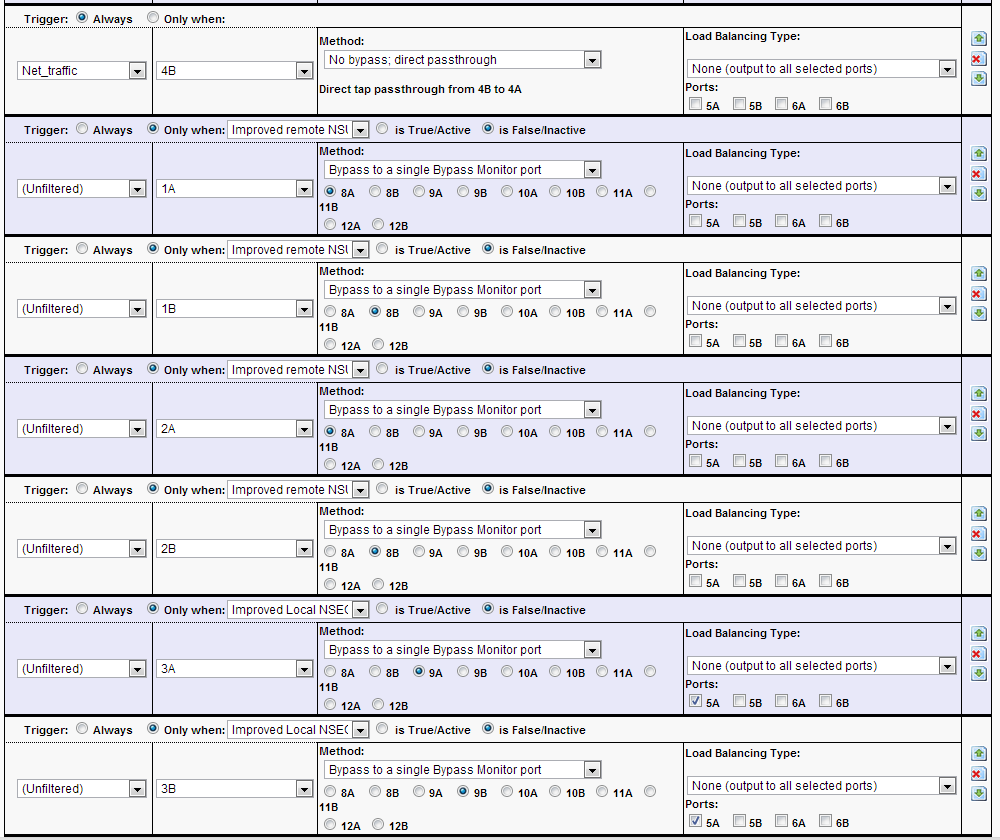 Trigger: Always Only when:
Net_traffic
4B
Method:
No bypass; direct passthrough
Direct tap passthrough from 4B to 4A
Load Balancing Type:
None (output to all selected ports)
Ports:
5A 5B 6A 6B
Trigger: Always Only when: Improved remote NSU is True/Active is False/Inactive
(Unfiltered)
1A
Method:
Bypass to a single Bypass Monitor port
8A 8B 9A 9B 10A 10B 11A
11B
12A 12B
Load Balancing Type:
None (output to all selected ports)
Ports:
5A 5B 6A 6B
Trigger: Always Only when: Improved remote NSU is True/Active is False/Inactive
(Unfiltered)
1B
Method:
Bypass to a single Bypass Monitor port
8A 8B 9A 9B 10A 10B 11A
11B
12A 12B
Load Balancing Type:
None (output to all selected ports)
Ports:
5A 5B 6A 6B
Trigger: Always Only when: Improved remote NSU is True/Active is False/Inactive
(Unfiltered)
2A
Method:
Bypass to a single Bypass Monitor port
8A 8B 9A 9B 10A 10B 11A
11B
12A 12B
Load Balancing Type:
None (output to all selected ports)
Ports:
5A 5B 6A 6B
Trigger: Always Only when: Improved remote NSU is True/Active is False/Inactive
(Unfiltered)
2B
Method:
Bypass to a single Bypass Monitor port
8A 8B 9A 9B 10A 10B 11A
11B
12A 12B
Load Balancing Type:
None (output to all selected ports)
Ports:
5A 5B 6A 6B
Trigger: Always Only when: Improved Local NSEC is True/Active is False/Inactive
(Unfiltered)
3A
Method:
Bypass to a single Bypass Monitor port
8A 8B 9A 9B 10A 10B 11A
11B
12A 12B
Load Balancing Type:
None (output to all selected ports)
Ports:
5A 5B 6A 6B
Trigger: Always Only when: Improved Local NSEC is True/Active is False/Inactive
(Unfiltered)
3B
Method:
Bypass to a single Bypass Monitor port
8A 8B 9A 9B 10A 10B 11A
11B
12A 12B
Load Balancing Type:
None (output to all selected ports)
Ports:
5A 5B 6A 6B